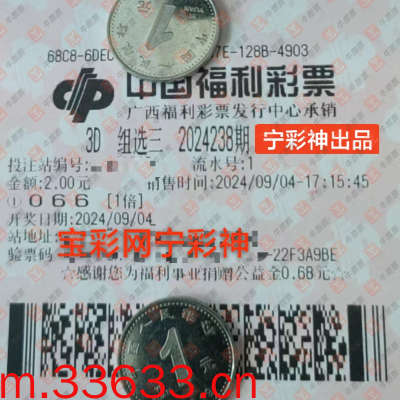 68C8-6DEC 7E-128B-4903
中国福利彩票
广西福利彩票发行中心承销
3D 组选三 2024238期
宁彩神出品
投注站编号: 流水号:1
金额:2.00元 销售时间:2024/09/04-17:15:45
① 066 [1倍]
开奖日期:2024/09/04
站地址
宝彩网宁彩神
验票码 -22F3A9BE
☆感谢您为福利事业捐赠公益金0.68元☆
1
m.33633.cn